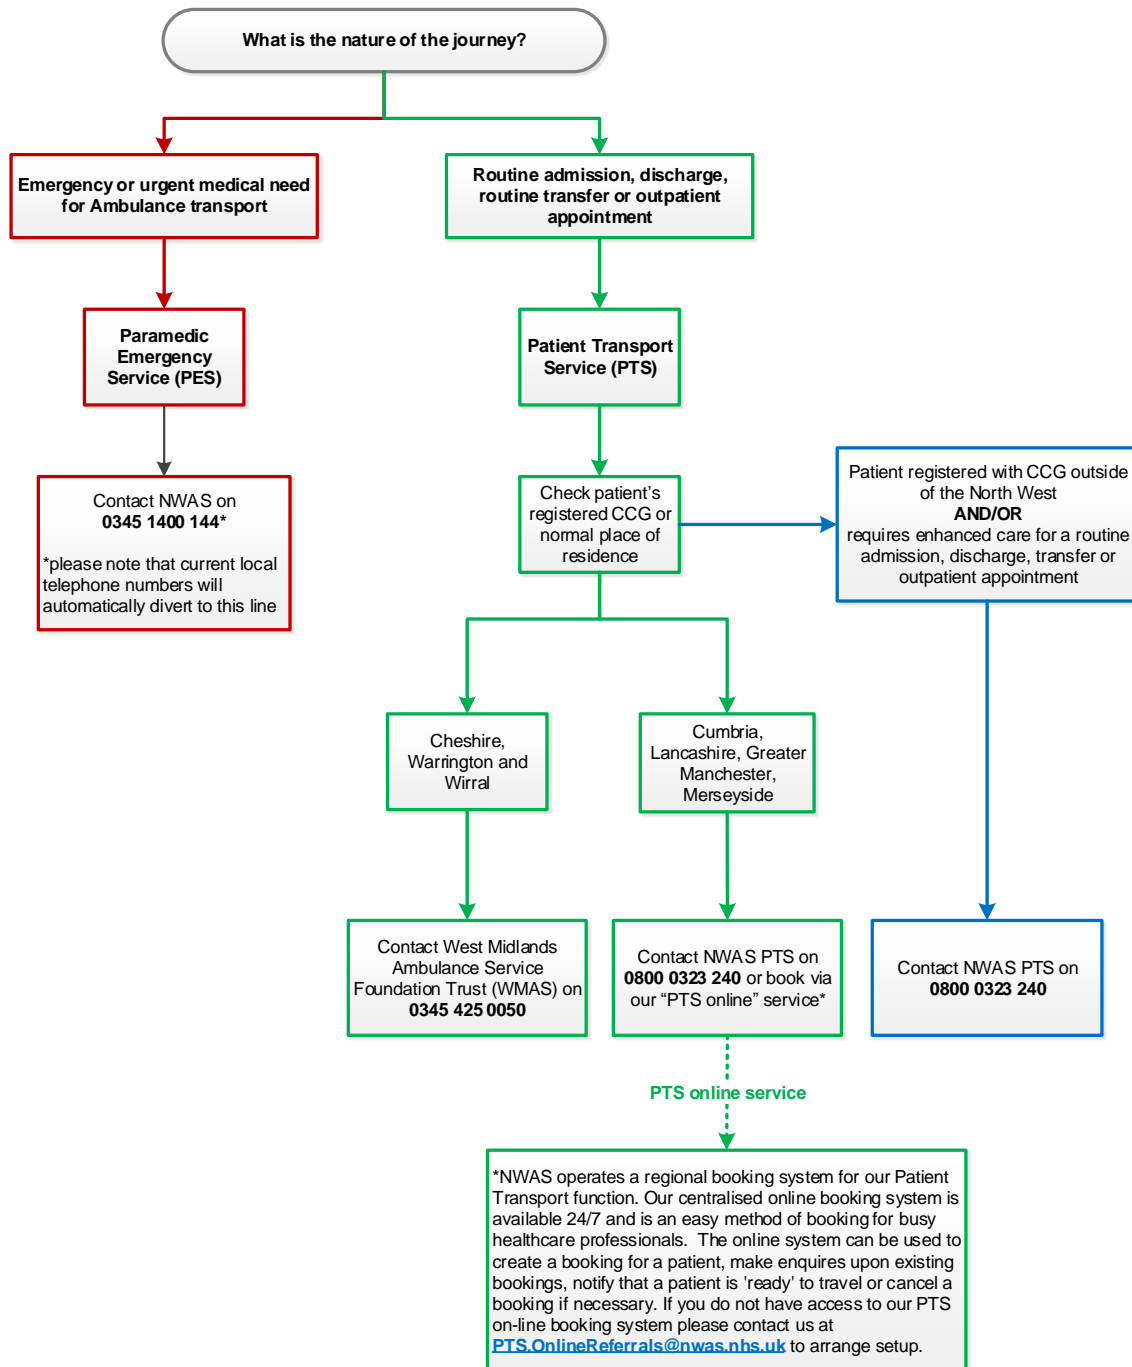 What is the nature of the journey?
Emergency or urgent medical need
for Ambulance transport
Routine admission, discharge,
routine transfer or outpatient
appointment
Paramedic
Emergency
Service (PES)
Patient Transport
Service (PTS)
Contact NWAS on
0345 1400 144*
*please note that current local
telephone numbers will
automatically divert to this line
Check patient's
registered CCG or
normal place of
residence
Patient registered with CCG outside
of the North West
AND/OR
requires enhanced care for a routine
admission, discharge, transfer or
outpatient appointment
Cheshire,
Warrington and
Wirral
Cumbria,
Lancashire, Greater
Manchester,
Merseyside
Contact West Midlands
Ambulance Service
Foundation Trust (WMAS) on
0345 425 0050
Contact NWAS PTS on
0800 0323 240 or book via
our “PTS online” service*
Contact NWAS PTS on
0800 0323 240
PTS online service
*NWAS operates a regional booking system for our Patient
Transport function. Our centralised online booking system is
available 24/7 and is an easy method of booking for busy
healthcare professionals.  The online system can be used to
create a booking for a patient, make enquires upon existing
bookings, notify that a patient is 'ready' to travel or cancel a
booking if necessary. If you do not have access to our PTS
on-line booking system please contact us at
PTS.OnlineReferrals@nwas.nhs.uk to arrange setup.